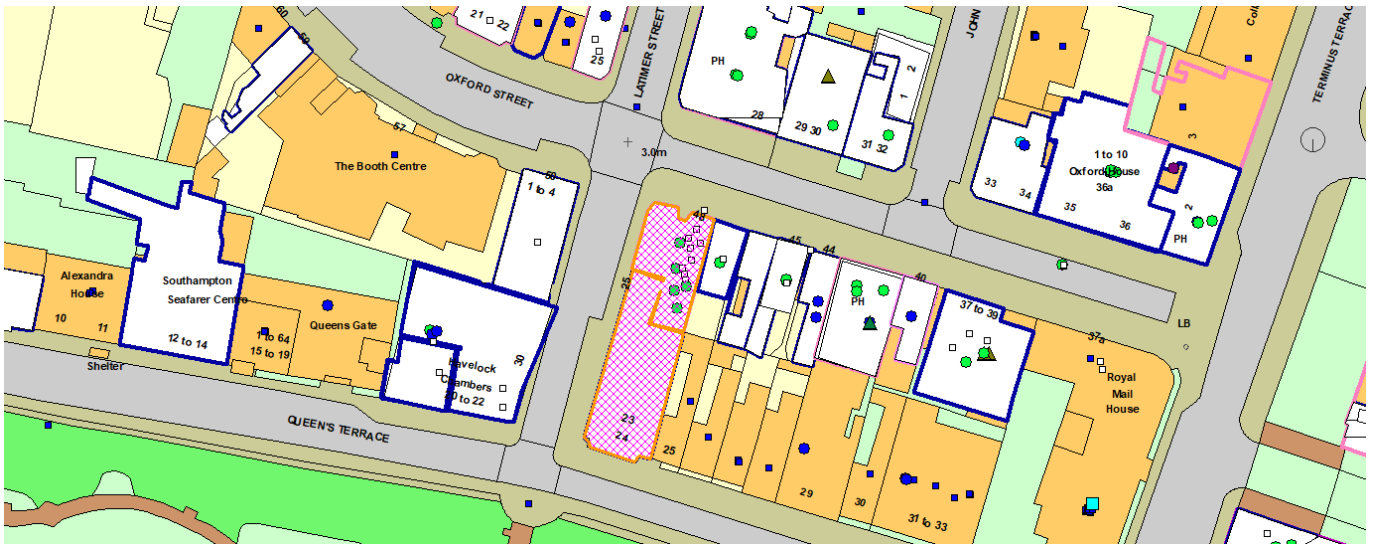 60
59
21
22
25
OXFORD STREET
LATIMER STREET
PH
28
29 30
31 32
1
2
JOHN
TERMINUS TERRAC
3
57
The Booth Centre
58
1 to 4
3.0m
33
34
1 to 10
Oxford House
36a
35
36
2
PH
48
45
44
40
25
PH
37 to 39
LB
37a
Royal
Mail
House
Alexandra
House
10
11
Southampton
Seafarer Centre
12 to 14
Queens Gate
1 to 64
15 to 19
Shelter
30
Havelock
Chambers
20 to 22
QUEEN'S TERRACE
23
24
25
29
30
31 to 33